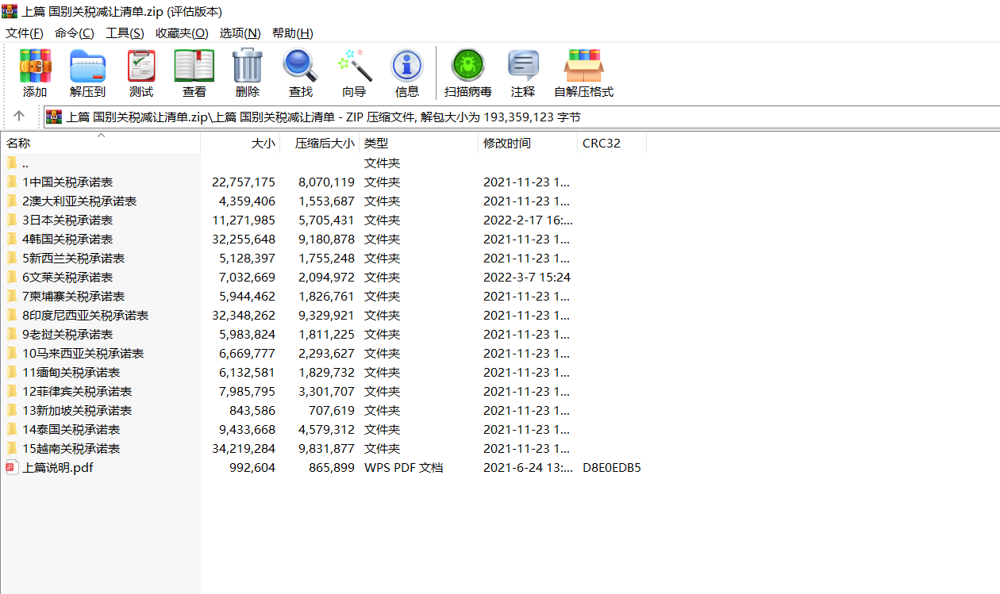 上篇 国别关税减让清单.zip (评估版本)
文件(F) 命令(C) 工具(S) 收藏夹(O) 选项(N) 帮助(H)
添加 解压到 测试 查看 删除 查找 向导 信息 扫描病毒 注释 自解压格式
上篇 国别关税减让清单.zip\上篇 国别关税减让清单 - ZIP 压缩文件, 解包大小为 193,359,123 字节
名称 大小 压缩后大小 类型 修改时间 CRC32
.. 文件夹
1中国关税承诺表 22,757,175 8,070,119 文件夹 2021-11-23 1...
2澳大利亚关税承诺表 4,359,406 1,553,687 文件夹 2021-11-23 1...
3日本关税承诺表 11,271,985 5,705,431 文件夹 2022-2-17 16:...
4韩国关税承诺表 32,255,648 9,180,878 文件夹 2021-11-23 1...
5新西兰关税承诺表 5,128,397 1,755,248 文件夹 2021-11-23 1...
6文莱关税承诺表 7,032,669 2,094,972 文件夹 2022-3-7 15:24
7柬埔寨关税承诺表 5,944,462 1,826,761 文件夹 2021-11-23 1...
8印度尼西亚关税承诺表 32,348,262 9,329,921 文件夹 2021-11-23 1...
9老挝关税承诺表 5,983,824 1,811,225 文件夹 2021-11-23 1...
10马来西亚关税承诺表 6,669,777 2,293,627 文件夹 2021-11-23 1...
11缅甸关税承诺表 6,132,581 1,829,732 文件夹 2021-11-23 1...
12菲律宾关税承诺表 7,985,795 3,301,707 文件夹 2021-11-23 1...
13新加坡关税承诺表 843,586 707,619 文件夹 2021-11-23 1...
14泰国关税承诺表 9,433,668 4,579,312 文件夹 2021-11-23 1...
15越南关税承诺表 34,219,284 9,831,877 文件夹 2021-11-23 1...
上篇说明.pdf 992,604 865,899 WPS PDF 文档 2021-6-24 13:... D8E0EDB5